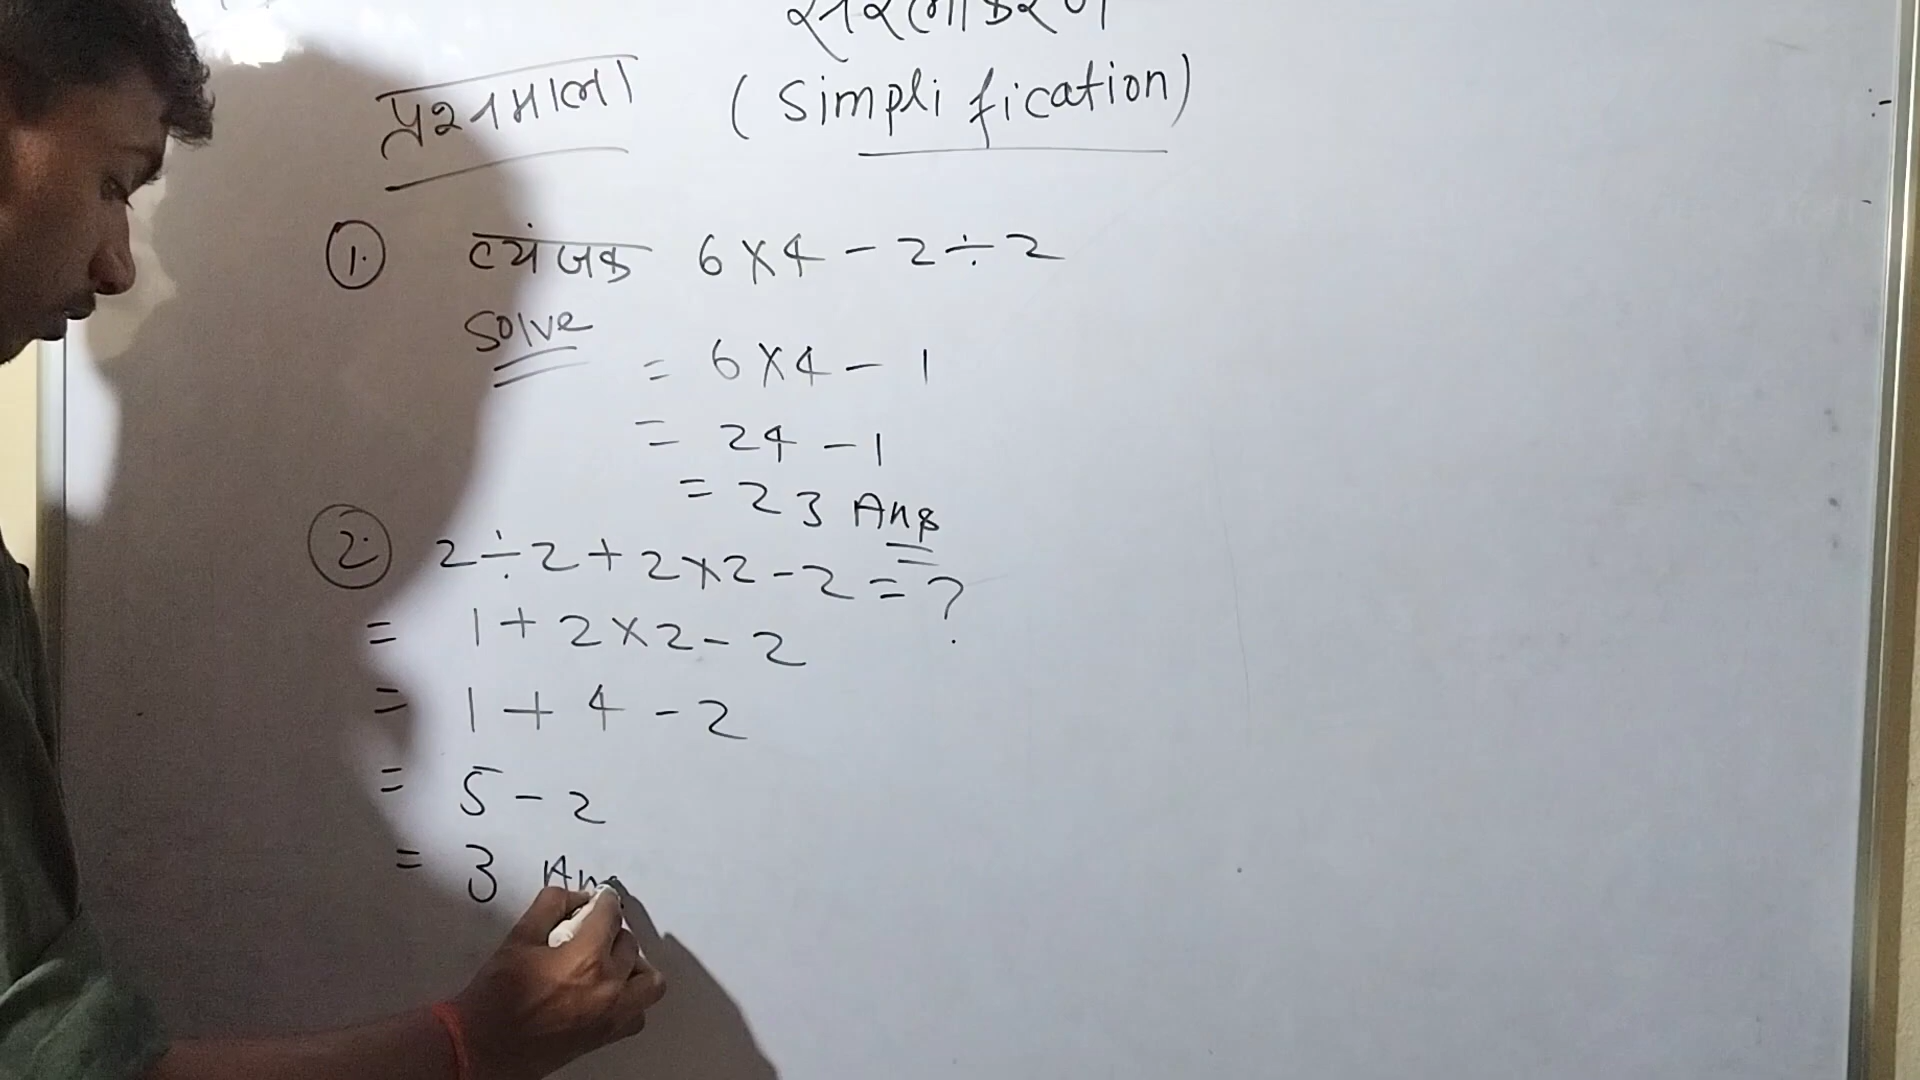 सरलीकरण
प्रश्नमाला (Simplification)
1. व्यंजक 6×4-2÷2
Solve
= 6×4-1
= 24-1
= 23 Ans
2. 2÷2+2×2-2=?
= 1+2×2-2
= 1+4-2
= 5-2
= 3 Ans